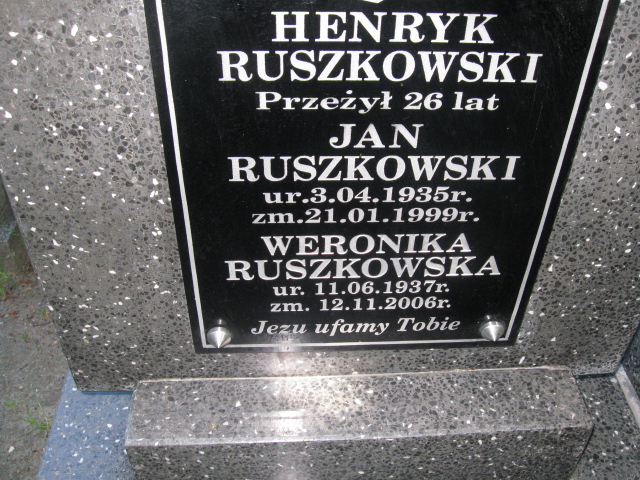 HENRYK
RUSZKOWSKI
Przeżył 26 lat
JAN
RUSZKOWSKI
ur.3.04.1935r.
zm.21.01.1999r.
WERONIKA
RUSZKOWSKA
ur. 11.06.1937r.
zm. 12.11.2006r.
Jezu ufamy Tobie